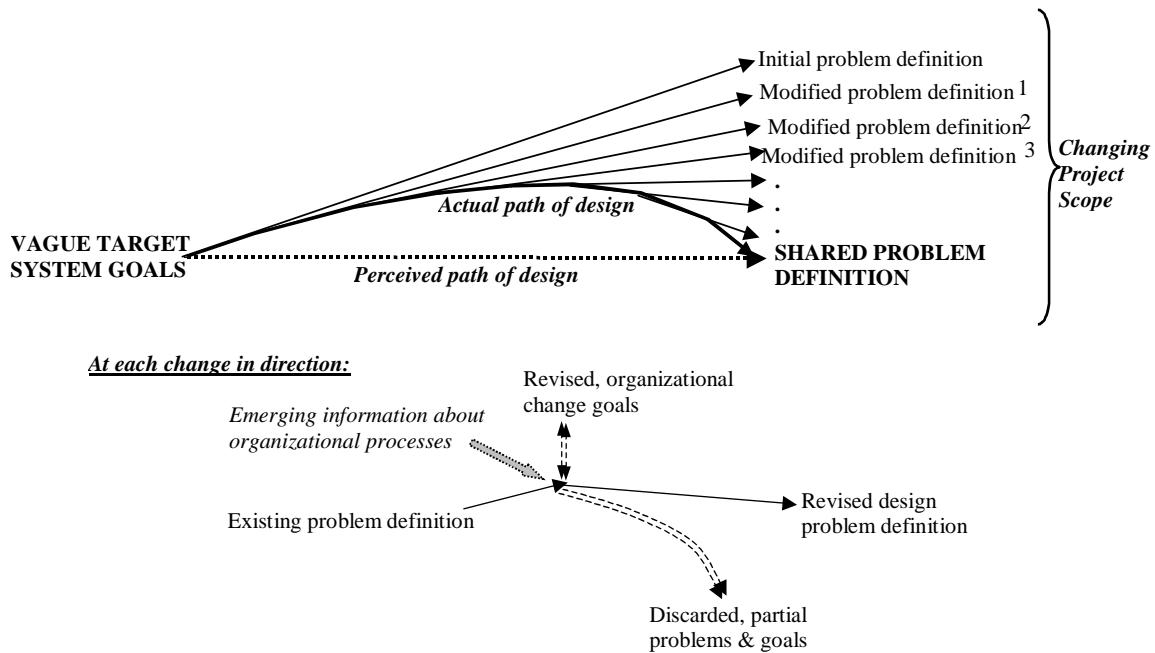 Initial problem definition
Modified problem definition 1
Modified problem definition 2
Modified problem definition 3
.
.
.
Changing
Project
Scope
Actual path of design
VAGUE TARGET
SYSTEM GOALS
Perceived path of design
SHARED PROBLEM
DEFINITION
At each change in direction:
Revised, organizational
change goals
Emerging information about
organizational processes
Existing problem definition
Revised design
problem definition
Discarded, partial
problems & goals